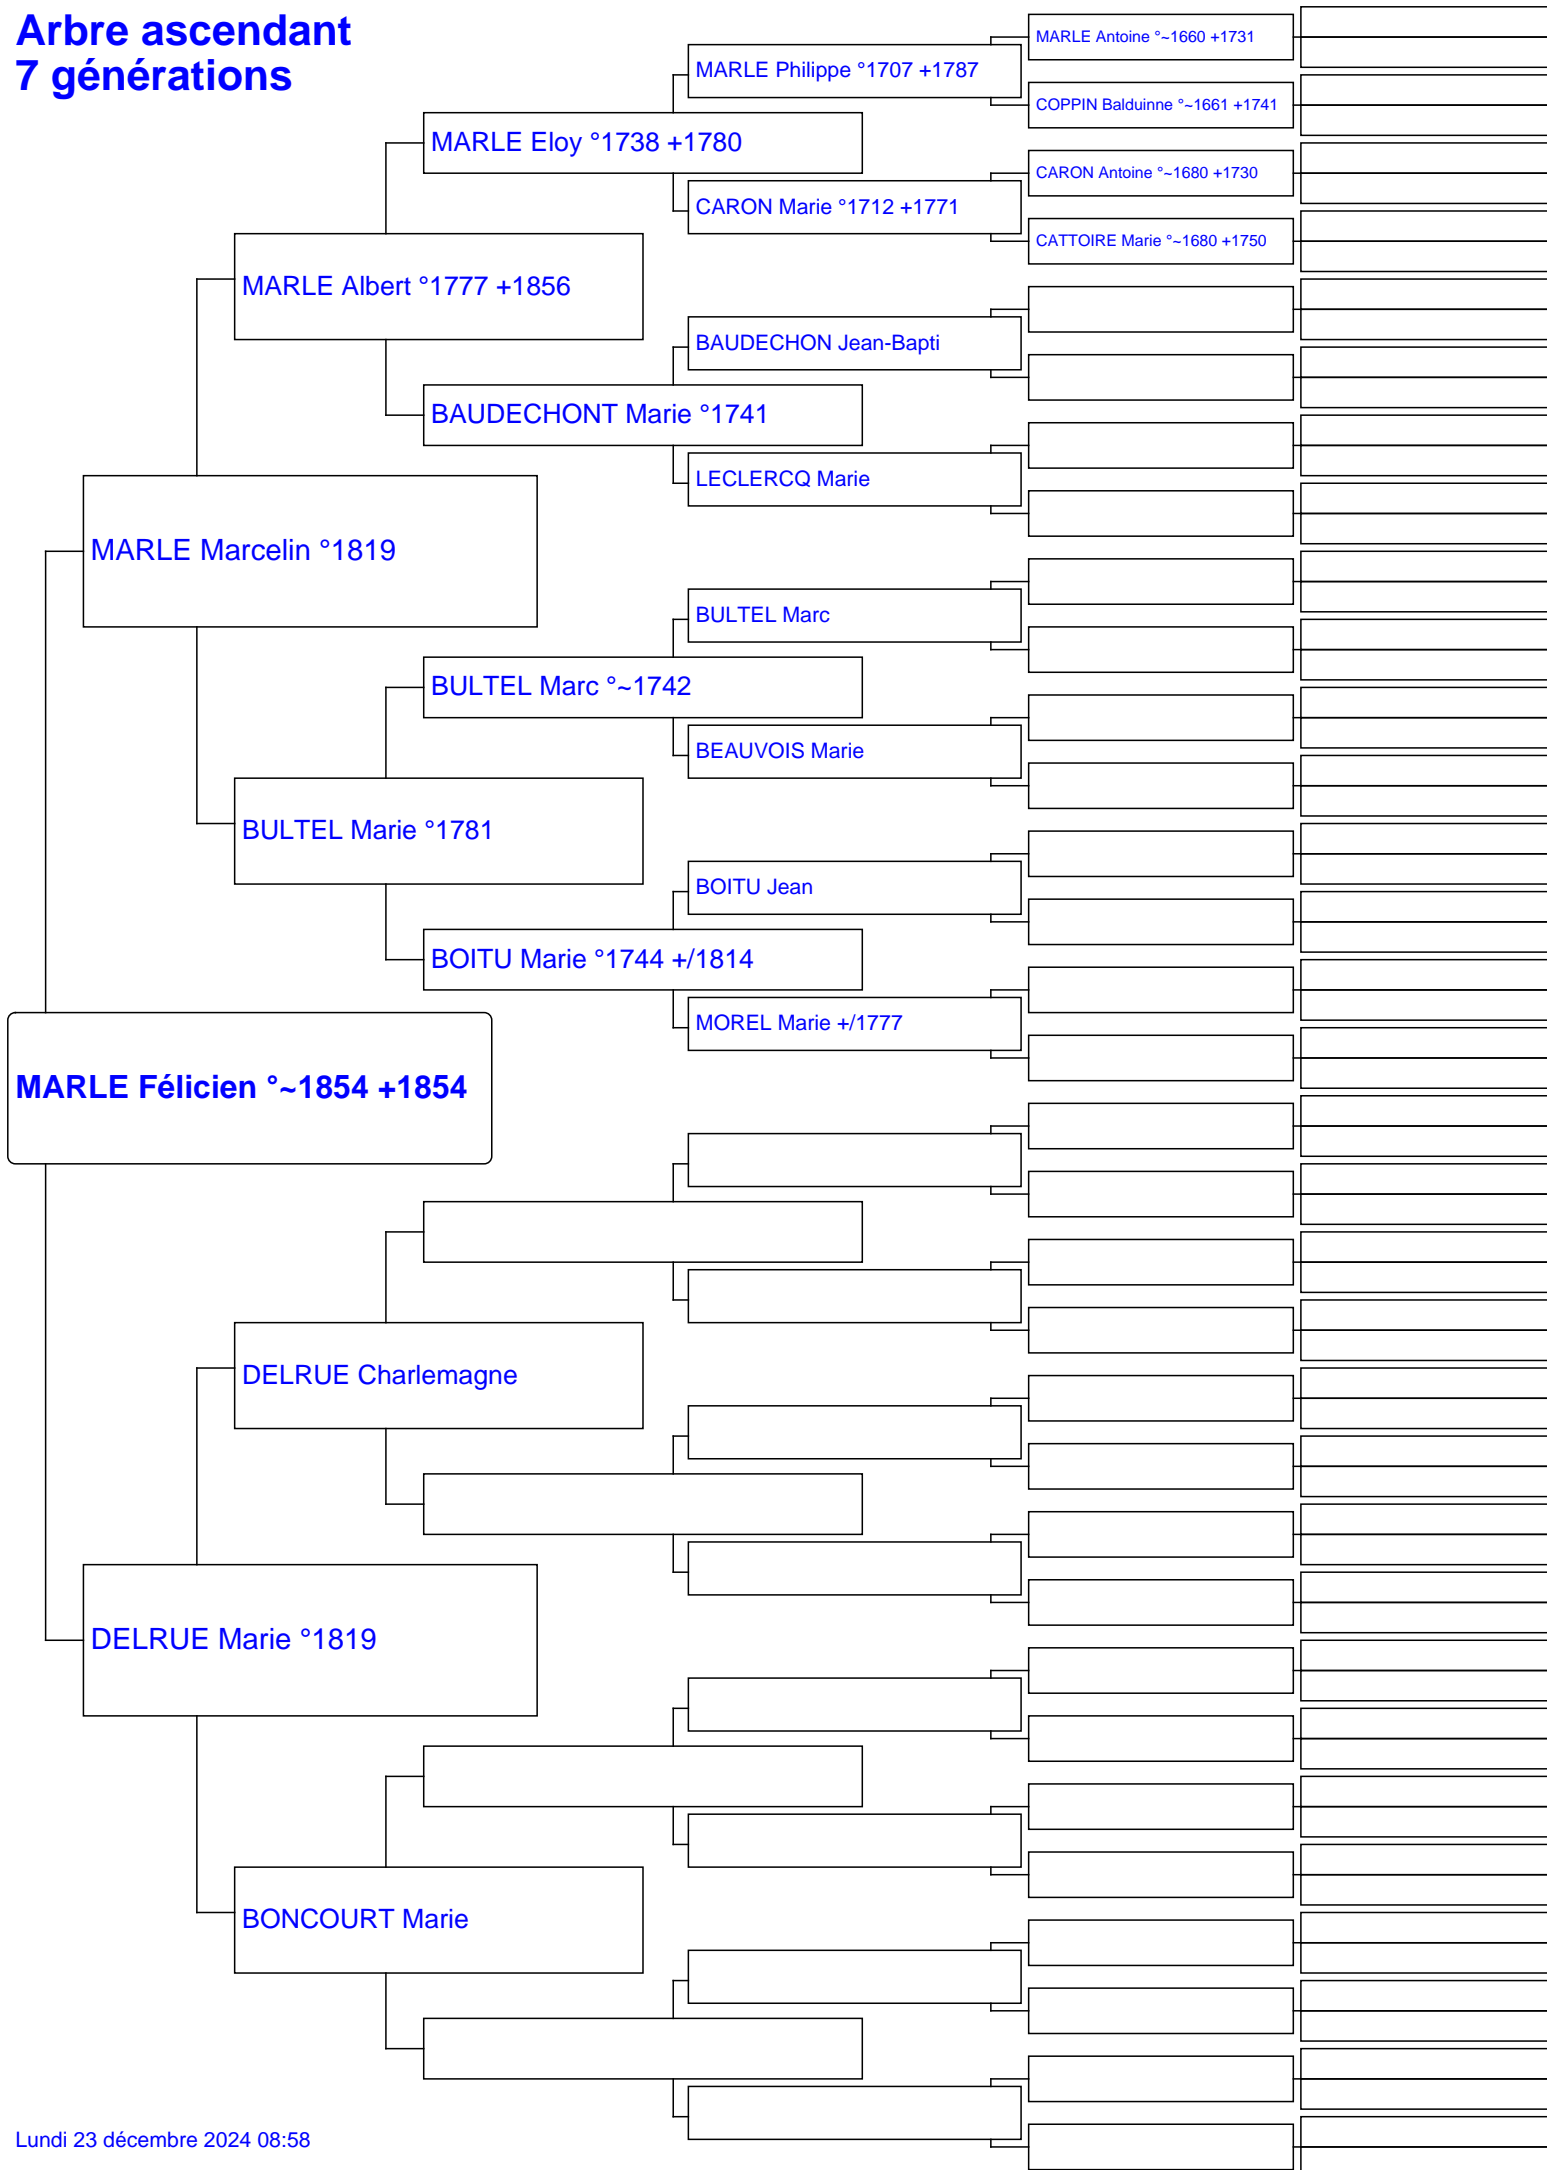 Arbre ascendant
7 générations
MARLE Antoine °~1660 +1731
MARLE Philippe °1707 +1787
COPPIN Balduinne °~1661 +1741
MARLE Eloy °1738 +1780
CARON Antoine °~1680 +1730
CARON Marie °1712 +1771
CATTOIRE Marie °~1680 +1750
MARLE Albert °1777 +1856
BAUDECHON Jean-Bapti
BAUDECHONT Marie °1741
LECLERCQ Marie
MARLE Marcelin °1819
BULTEL Marc
BULTEL Marc °~1742
BEAUVOIS Marie
BULTEL Marie °1781
BOITU Jean
BOITU Marie °1744 +/1814
MOREL Marie +/1777
MARLE Félicien °~1854 +1854
DELRUE Charlemagne
DELRUE Marie °1819
BONCOURT Marie
Lundi 23 décembre 2024 08:58